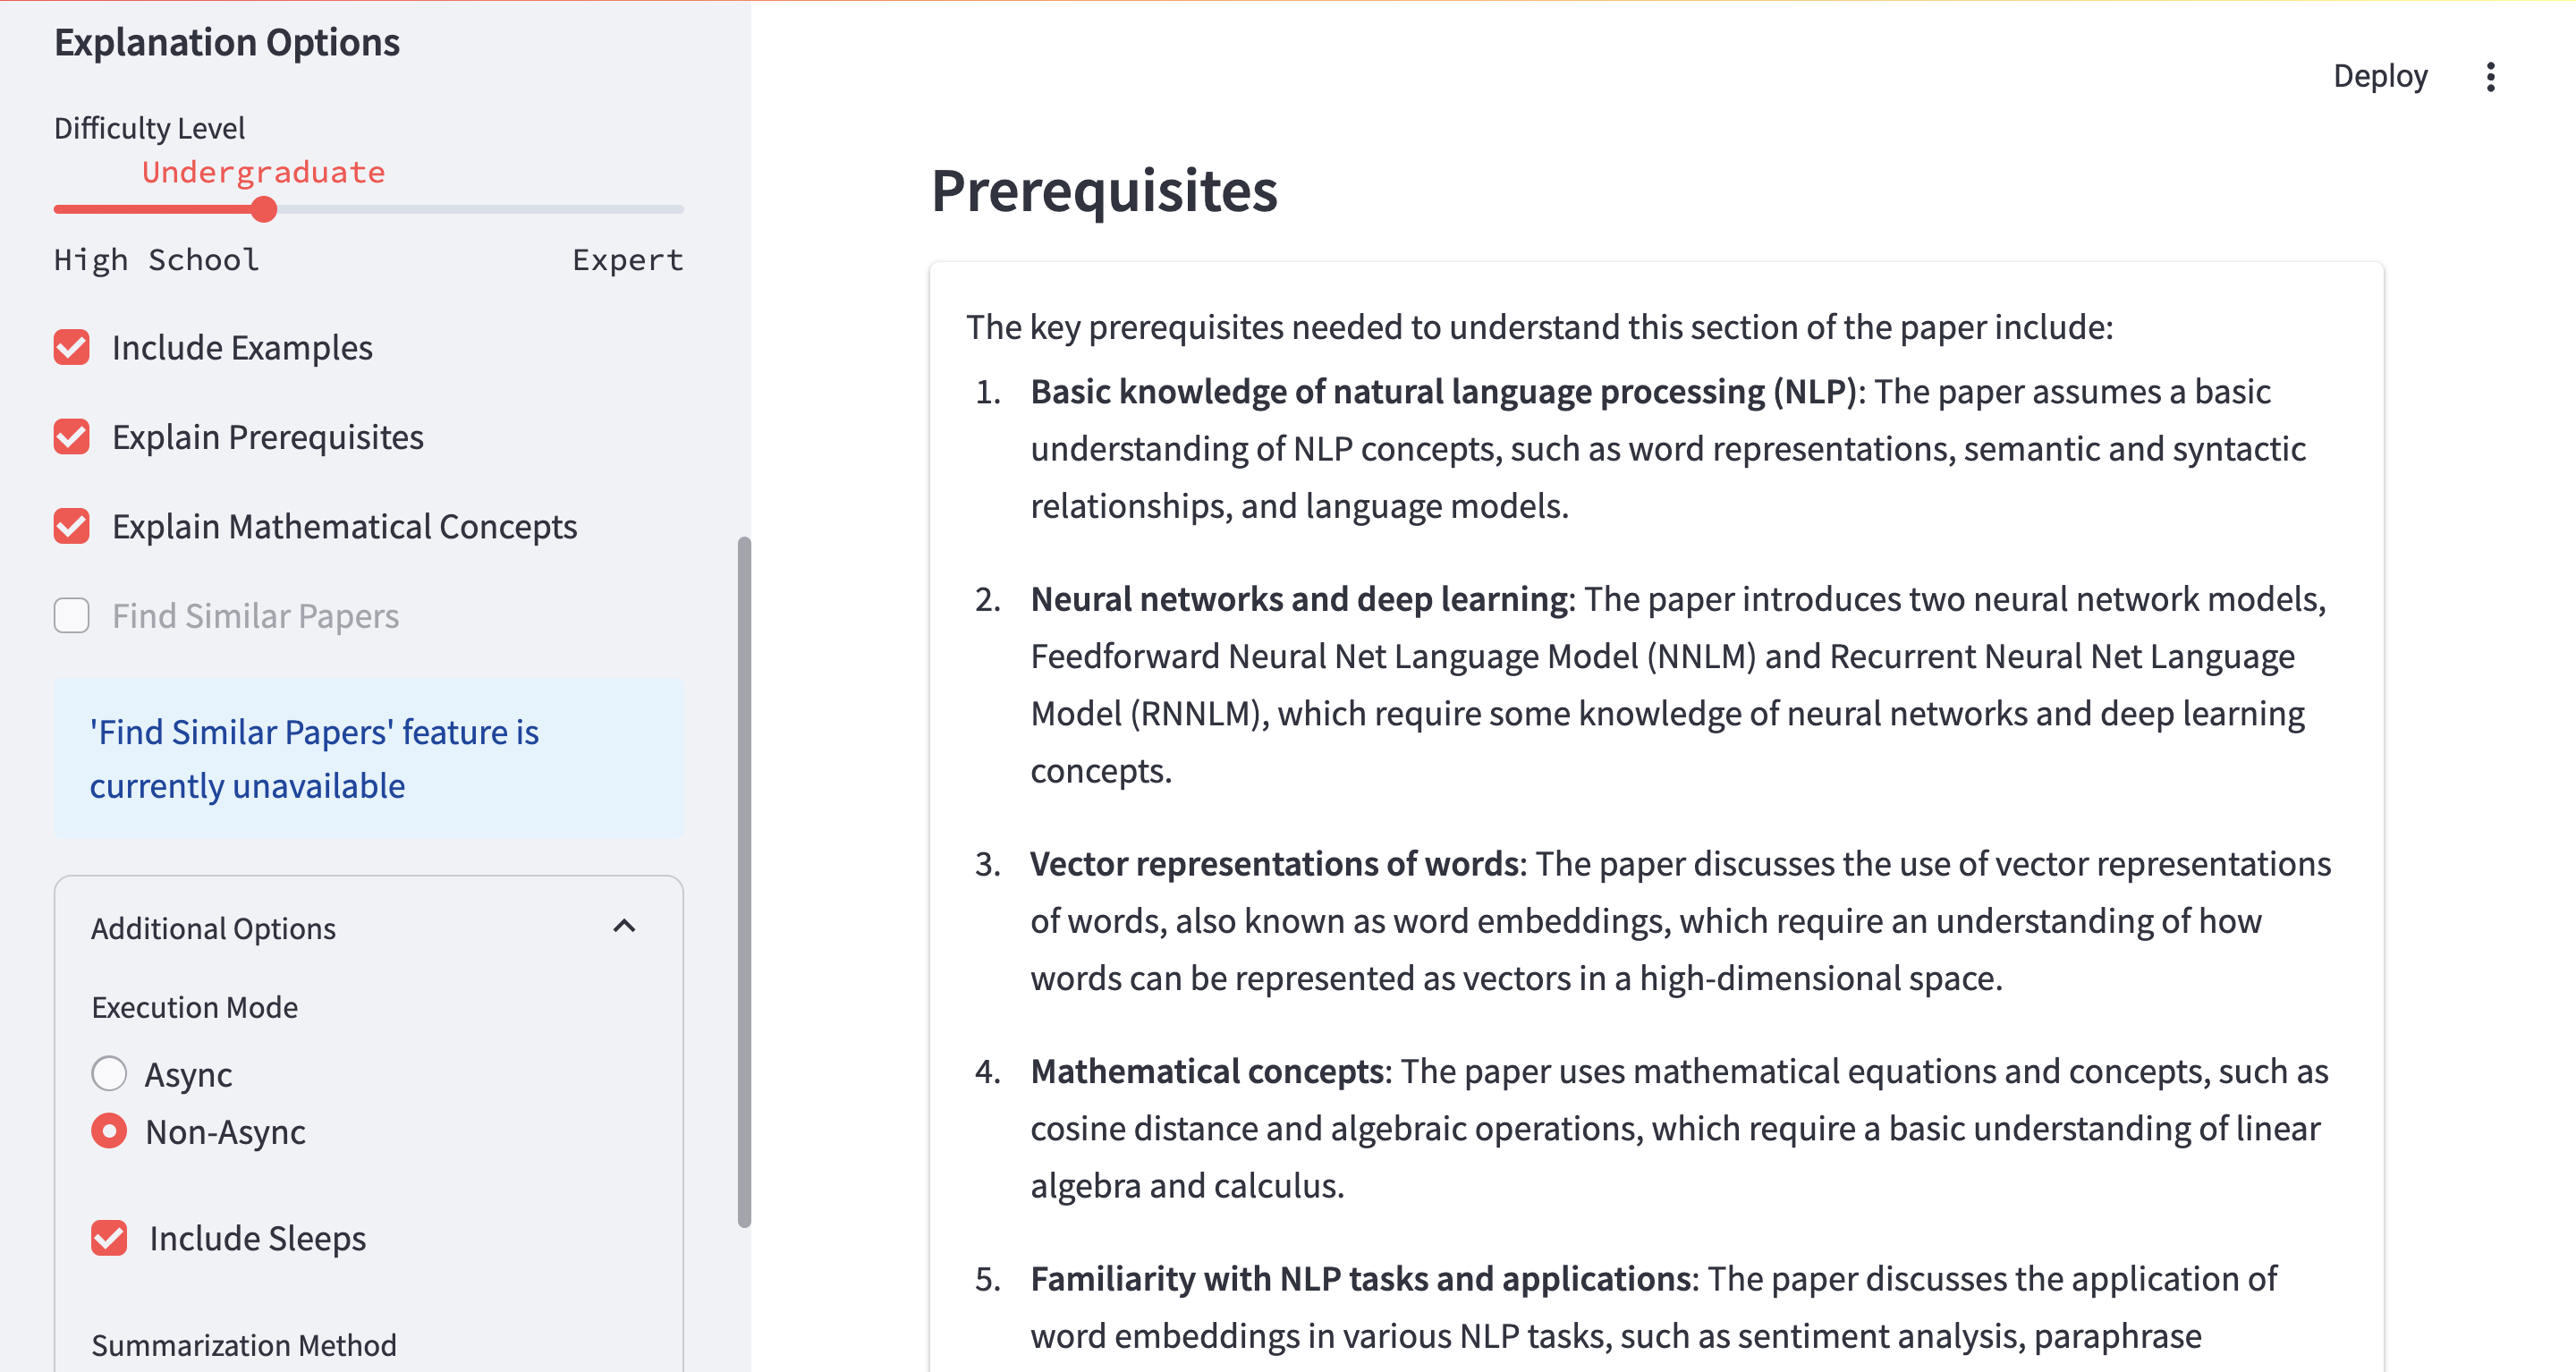 Explanation Options
Difficulty Level
Undergraduate
High School Expert
Include Examples
Explain Prerequisites
Explain Mathematical Concepts
Find Similar Papers
'Find Similar Papers' feature is
currently unavailable
Additional Options
Execution Mode
Async
Non-Async
Include Sleeps
Summarization Method
Deploy
Prerequisites
The key prerequisites needed to understand this section of the paper include:
1. Basic knowledge of natural language processing (NLP): The paper assumes a basic
understanding of NLP concepts, such as word representations, semantic and syntactic
relationships, and language models.
2. Neural networks and deep learning: The paper introduces two neural network models,
Feedforward Neural Net Language Model (NNLM) and Recurrent Neural Net Language
Model (RNNLM), which require some knowledge of neural networks and deep learning
concepts.
3. Vector representations of words: The paper discusses the use of vector representations
of words, also known as word embeddings, which require an understanding of how
words can be represented as vectors in a high-dimensional space.
4. Mathematical concepts: The paper uses mathematical equations and concepts, such as
cosine distance and algebraic operations, which require a basic understanding of linear
algebra and calculus.
5. Familiarity with NLP tasks and applications: The paper discusses the application of
word embeddings in various NLP tasks, such as sentiment analysis, paraphrase